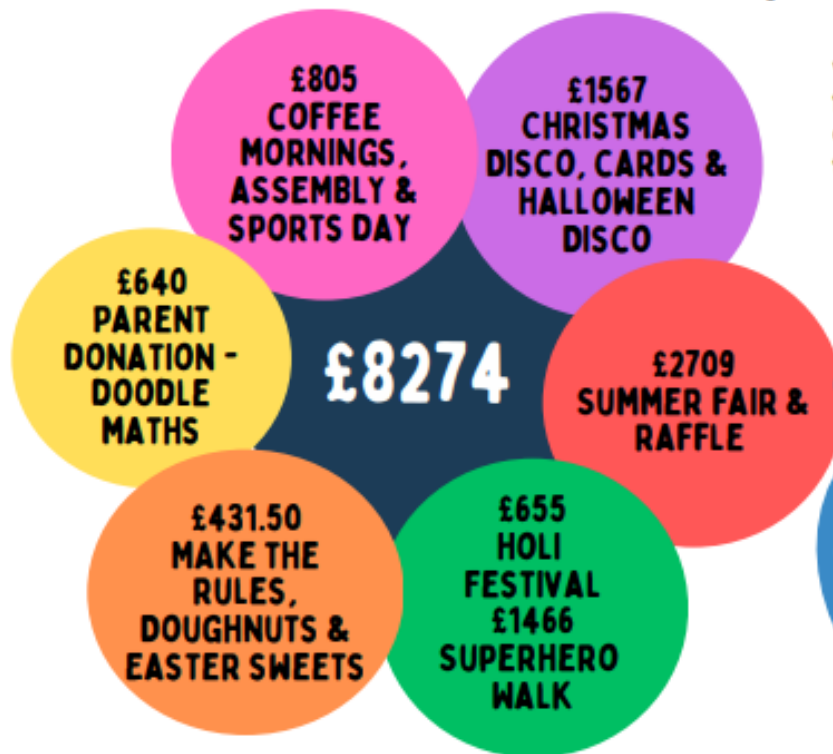 £805
COFFEE
MORNINGS,
ASSEMBLY &
SPORTS DAY
£1567
CHRISTMAS
DISCO, CARDS &
HALLOWEEN
DISCO
£640
PARENT
DONATION -
DOODLE
MATHS
£8274
£2709
SUMMER FAIR &
RAFFLE
£431.50
MAKE THE
RULES,
DOUGHNUTS &
EASTER SWEETS
£655
HOLI
FESTIVAL
£1466
SUPERHERO
WALK